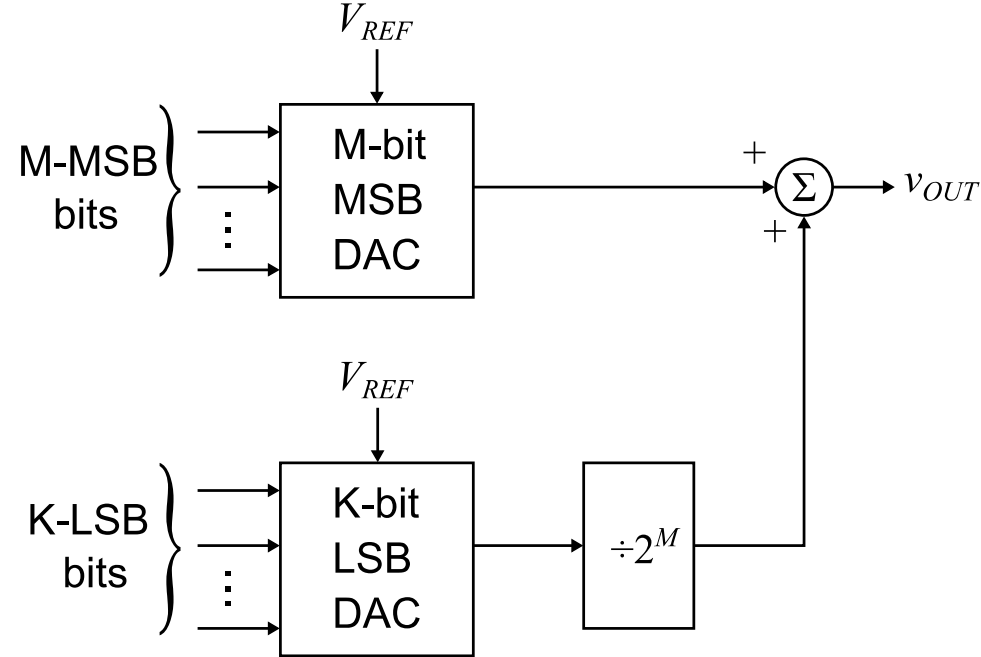 V_REF
M-MSB
bits
M-bit
MSB
DAC
+
Σ
v_OUT
+
V_REF
K-LSB
bits
K-bit
LSB
DAC
÷2^M